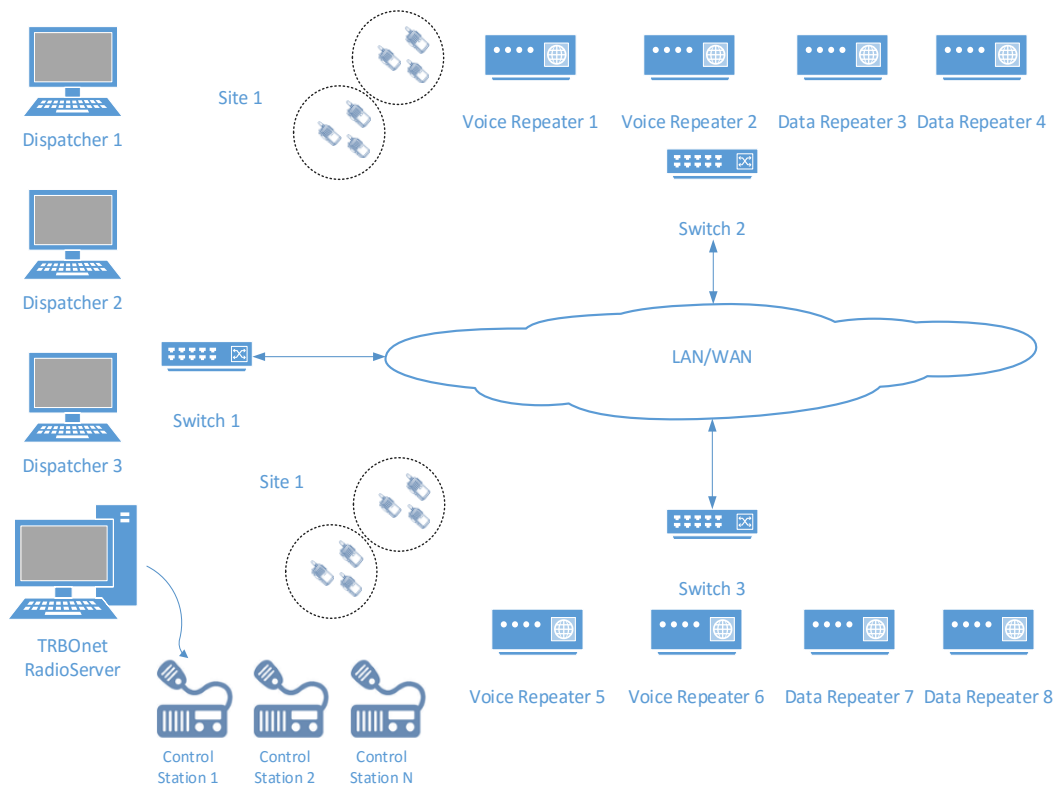 Site 1
Voice Repeater 1
Voice Repeater 2
Data Repeater 3
Data Repeater 4
Dispatcher 1
Switch 2
Dispatcher 2
LAN/WAN
Switch 1
Dispatcher 3
Site 1
Switch 3
TRBOnet
RadioServer
Voice Repeater 5
Voice Repeater 6
Data Repeater 7
Data Repeater 8
Control
Station 1
Control
Station 2
Control
Station N